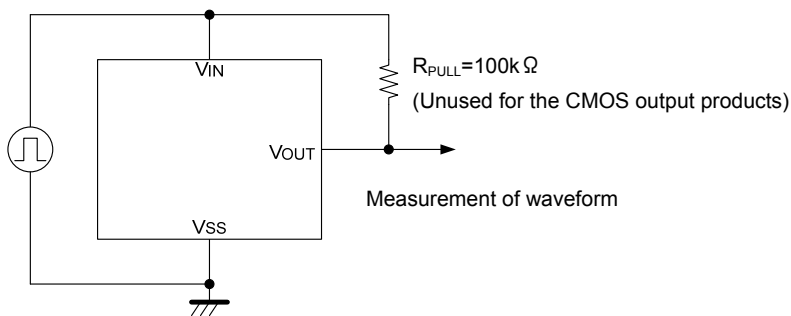 VIN
RPULL=100kΩ
(Unused for the CMOS output products)
VOUT
Measurement of waveform
VSS